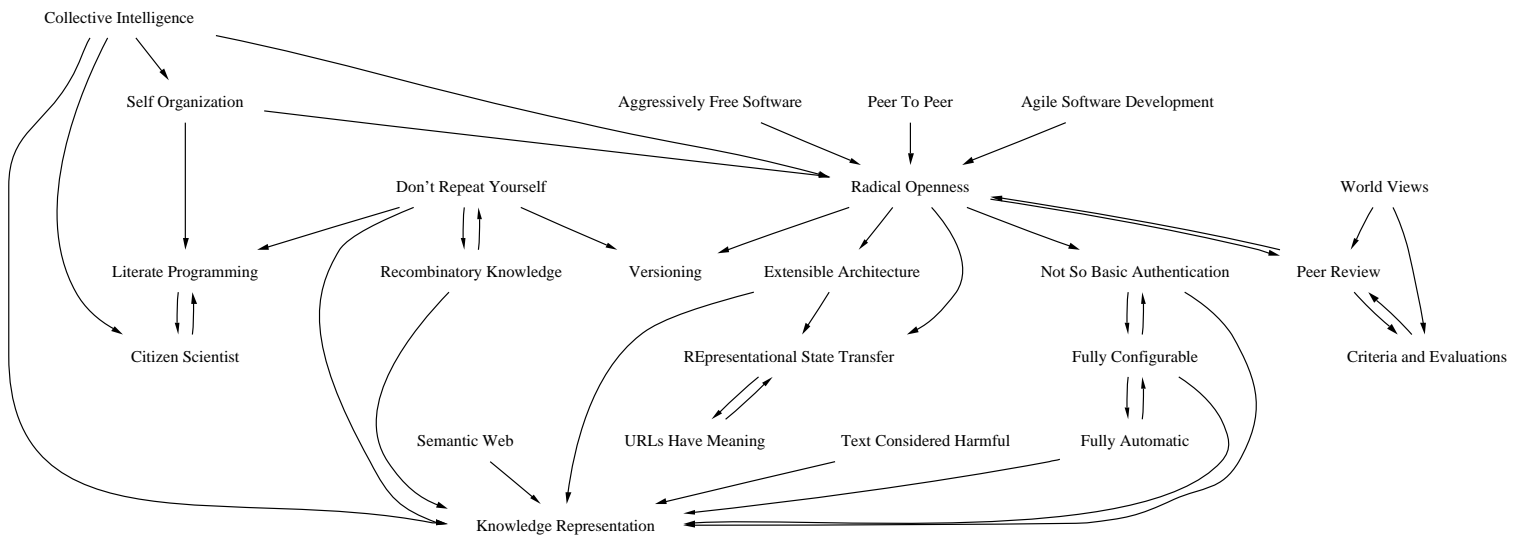 Collective Intelligence
Self Organization
Aggressively Free Software
Peer To Peer
Agile Software Development
Don't Repeat Yourself
Radical Openness
World Views
Literate Programming
Recombinatory Knowledge
Versioning
Extensible Architecture
Not So Basic Authentication
Peer Review
Citizen Scientist
REpresentational State Transfer
Fully Configurable
Criteria and Evaluations
Semantic Web
URLs Have Meaning
Text Considered Harmful
Fully Automatic
Knowledge Representation